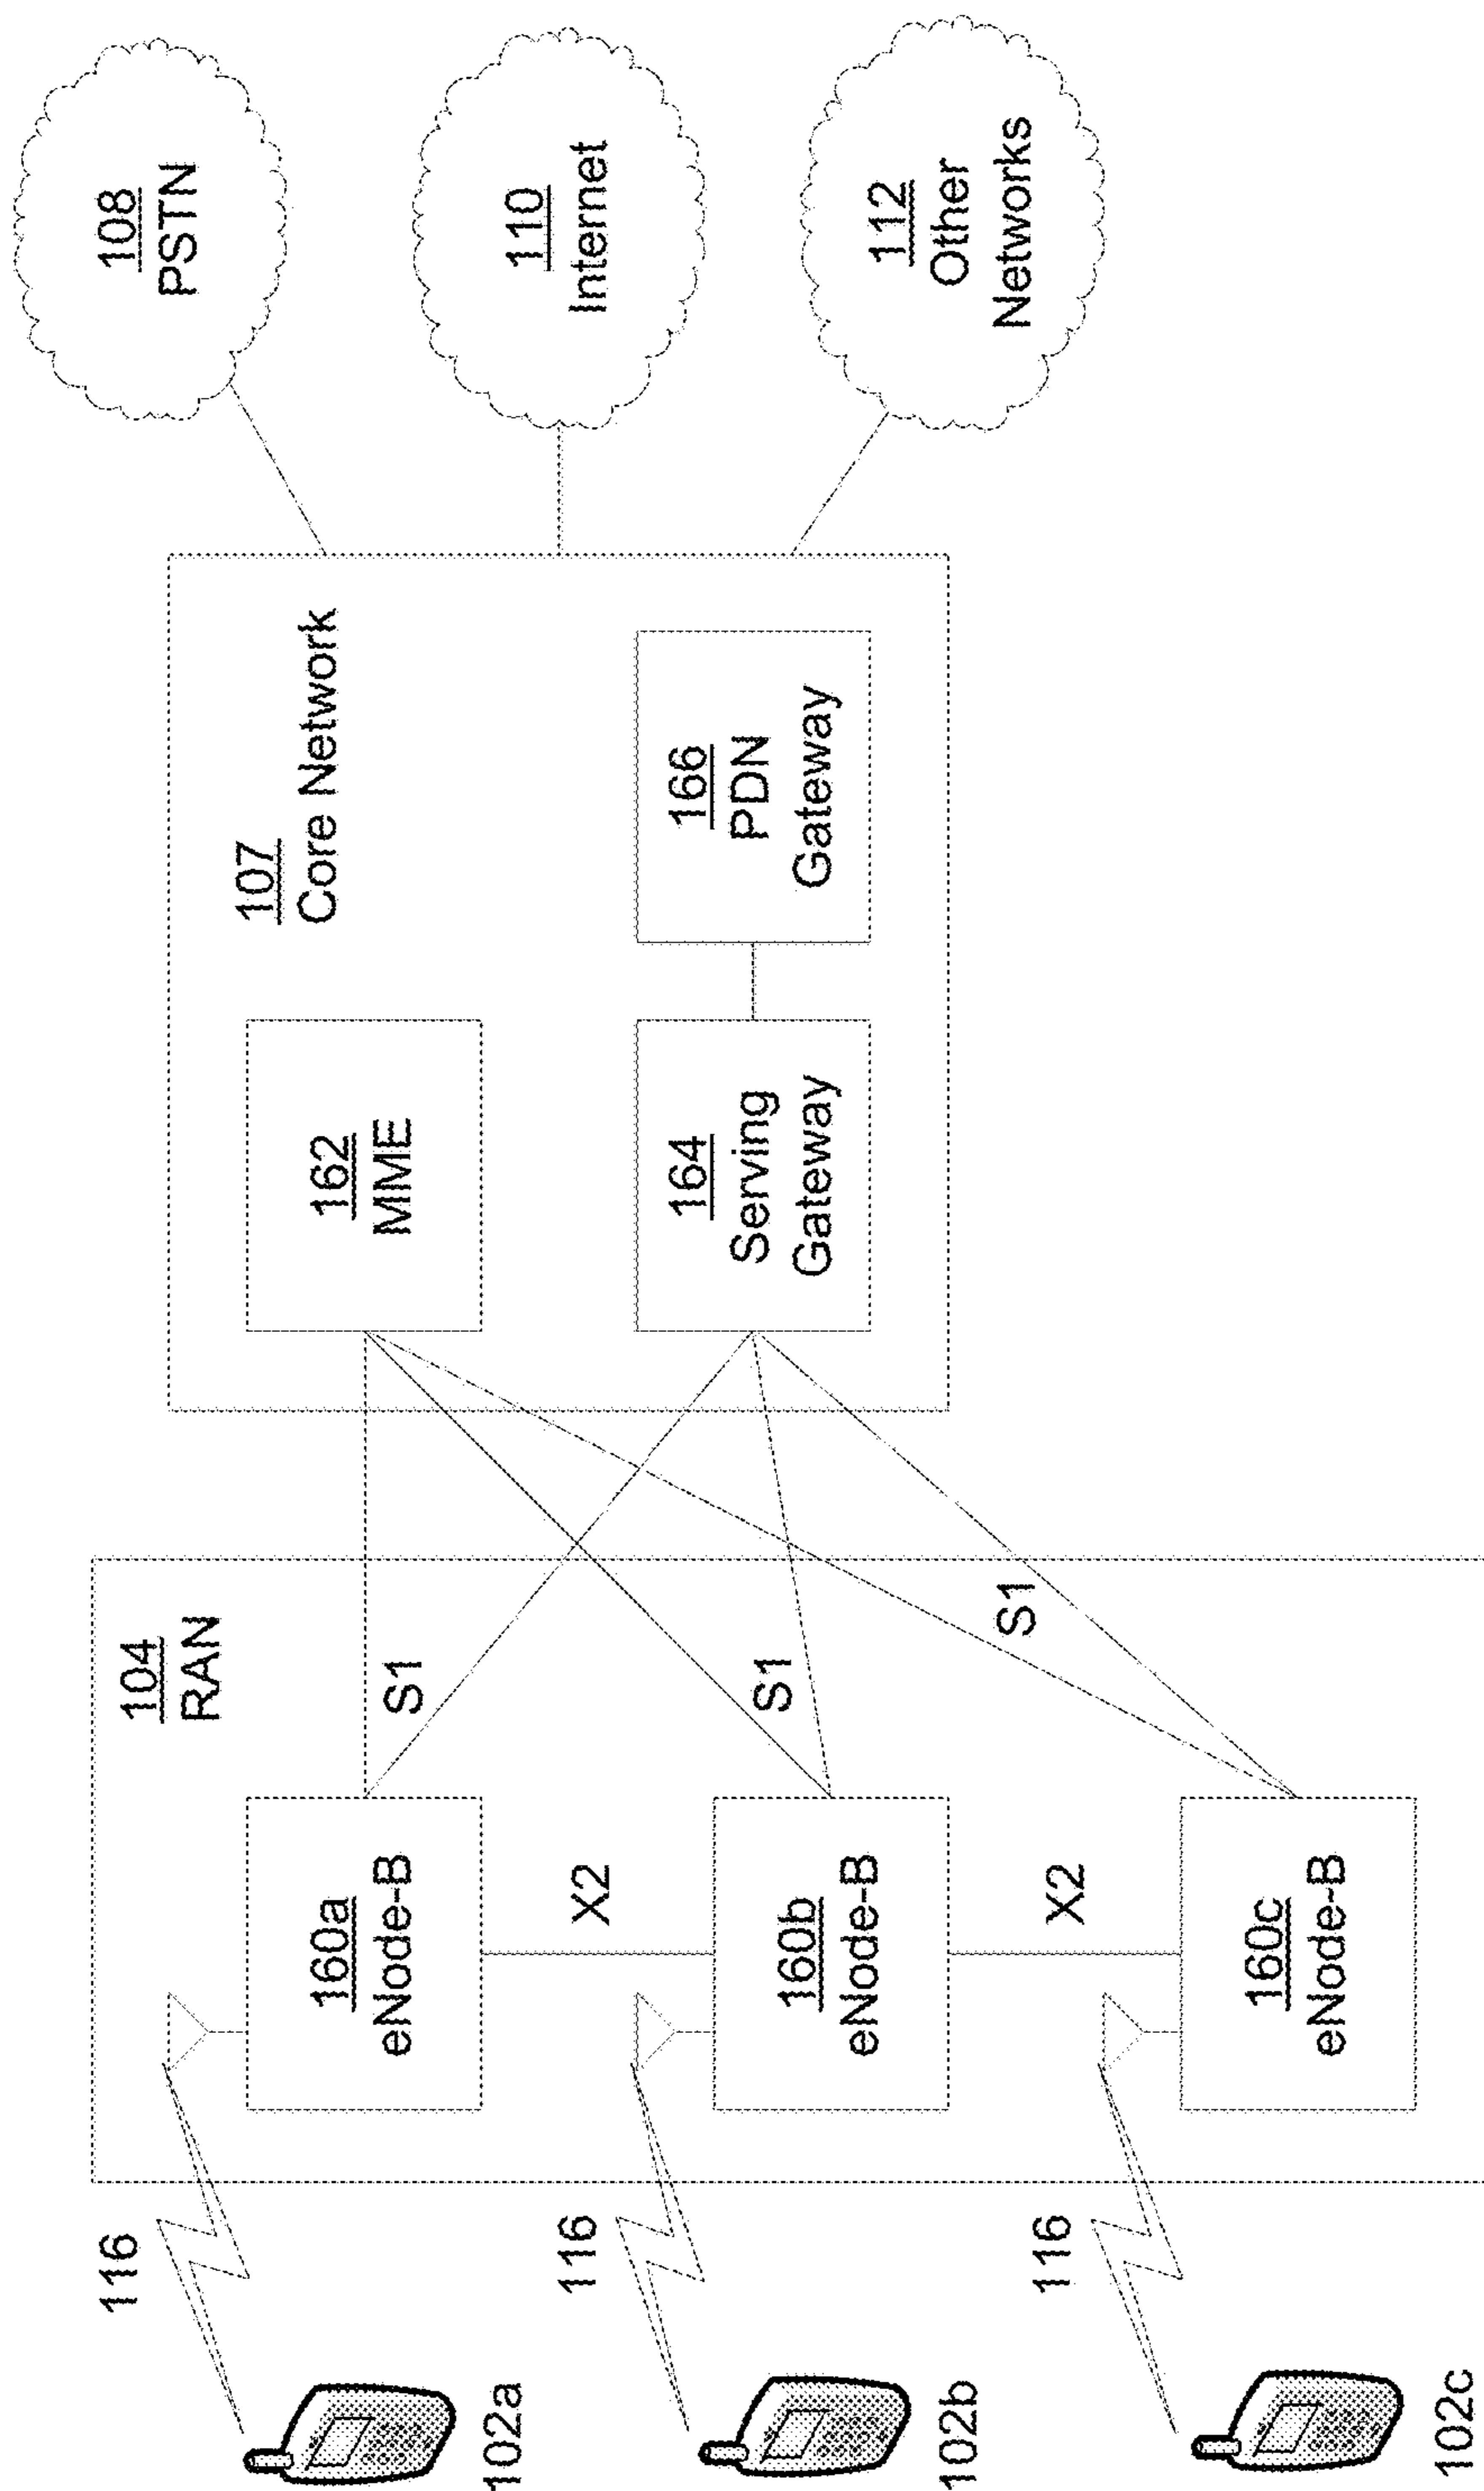 116
102a
116
102b
116
102c
104
RAN
160a
eNode-B
X2
160b
eNode-B
X2
160c
eNode-B
S1
S1
S1
107
Core Network
162
MME
164
Serving
Gateway
166
PDN
Gateway
108
PSTN
110
Internet
112
Other
Networks